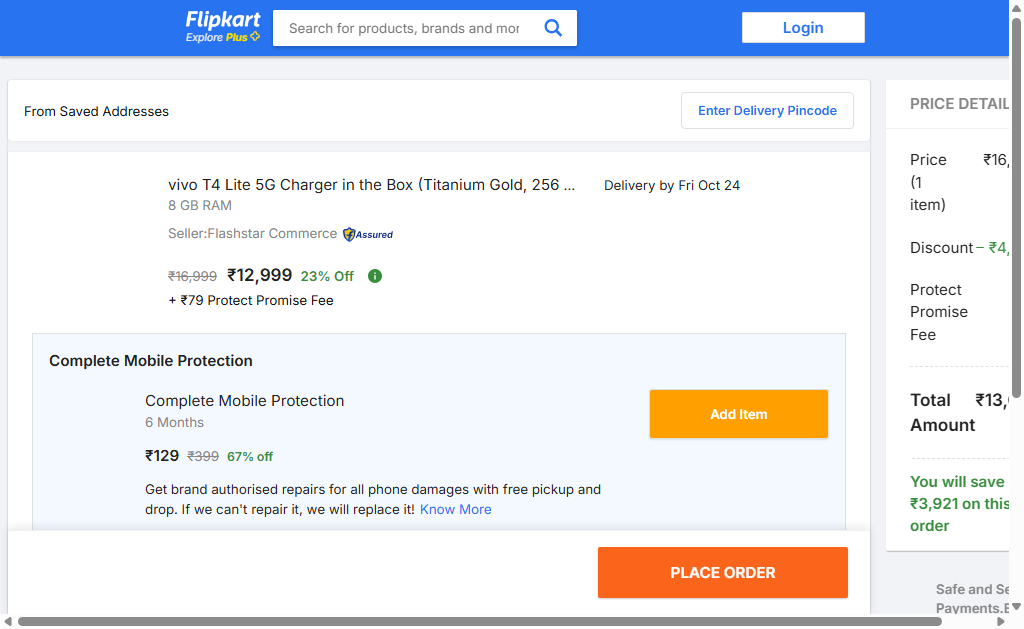 Flipkart
Explore Plus
Search for products, brands and mor
Login
From Saved Addresses
Enter Delivery Pincode
vivo T4 Lite 5G Charger in the Box (Titanium Gold, 256 ...
Delivery by Fri Oct 24
8 GB RAM
Seller:Flashstar Commerce
Assured
₹16,999 ₹12,999 23% Off
+ ₹79 Protect Promise Fee
Complete Mobile Protection
Complete Mobile Protection
6 Months
Add Item
₹129 ₹399 67% off
Get brand authorised repairs for all phone damages with free pickup and
drop. If we can't repair it, we will replace it! Know More
PLACE ORDER
PRICE DETAIL
Price ₹16,
(1
item)
Discount − ₹4,
Protect
Promise
Fee
Total ₹13,
Amount
You will save
₹3,921 on this
order
Safe and Se
Payments.E